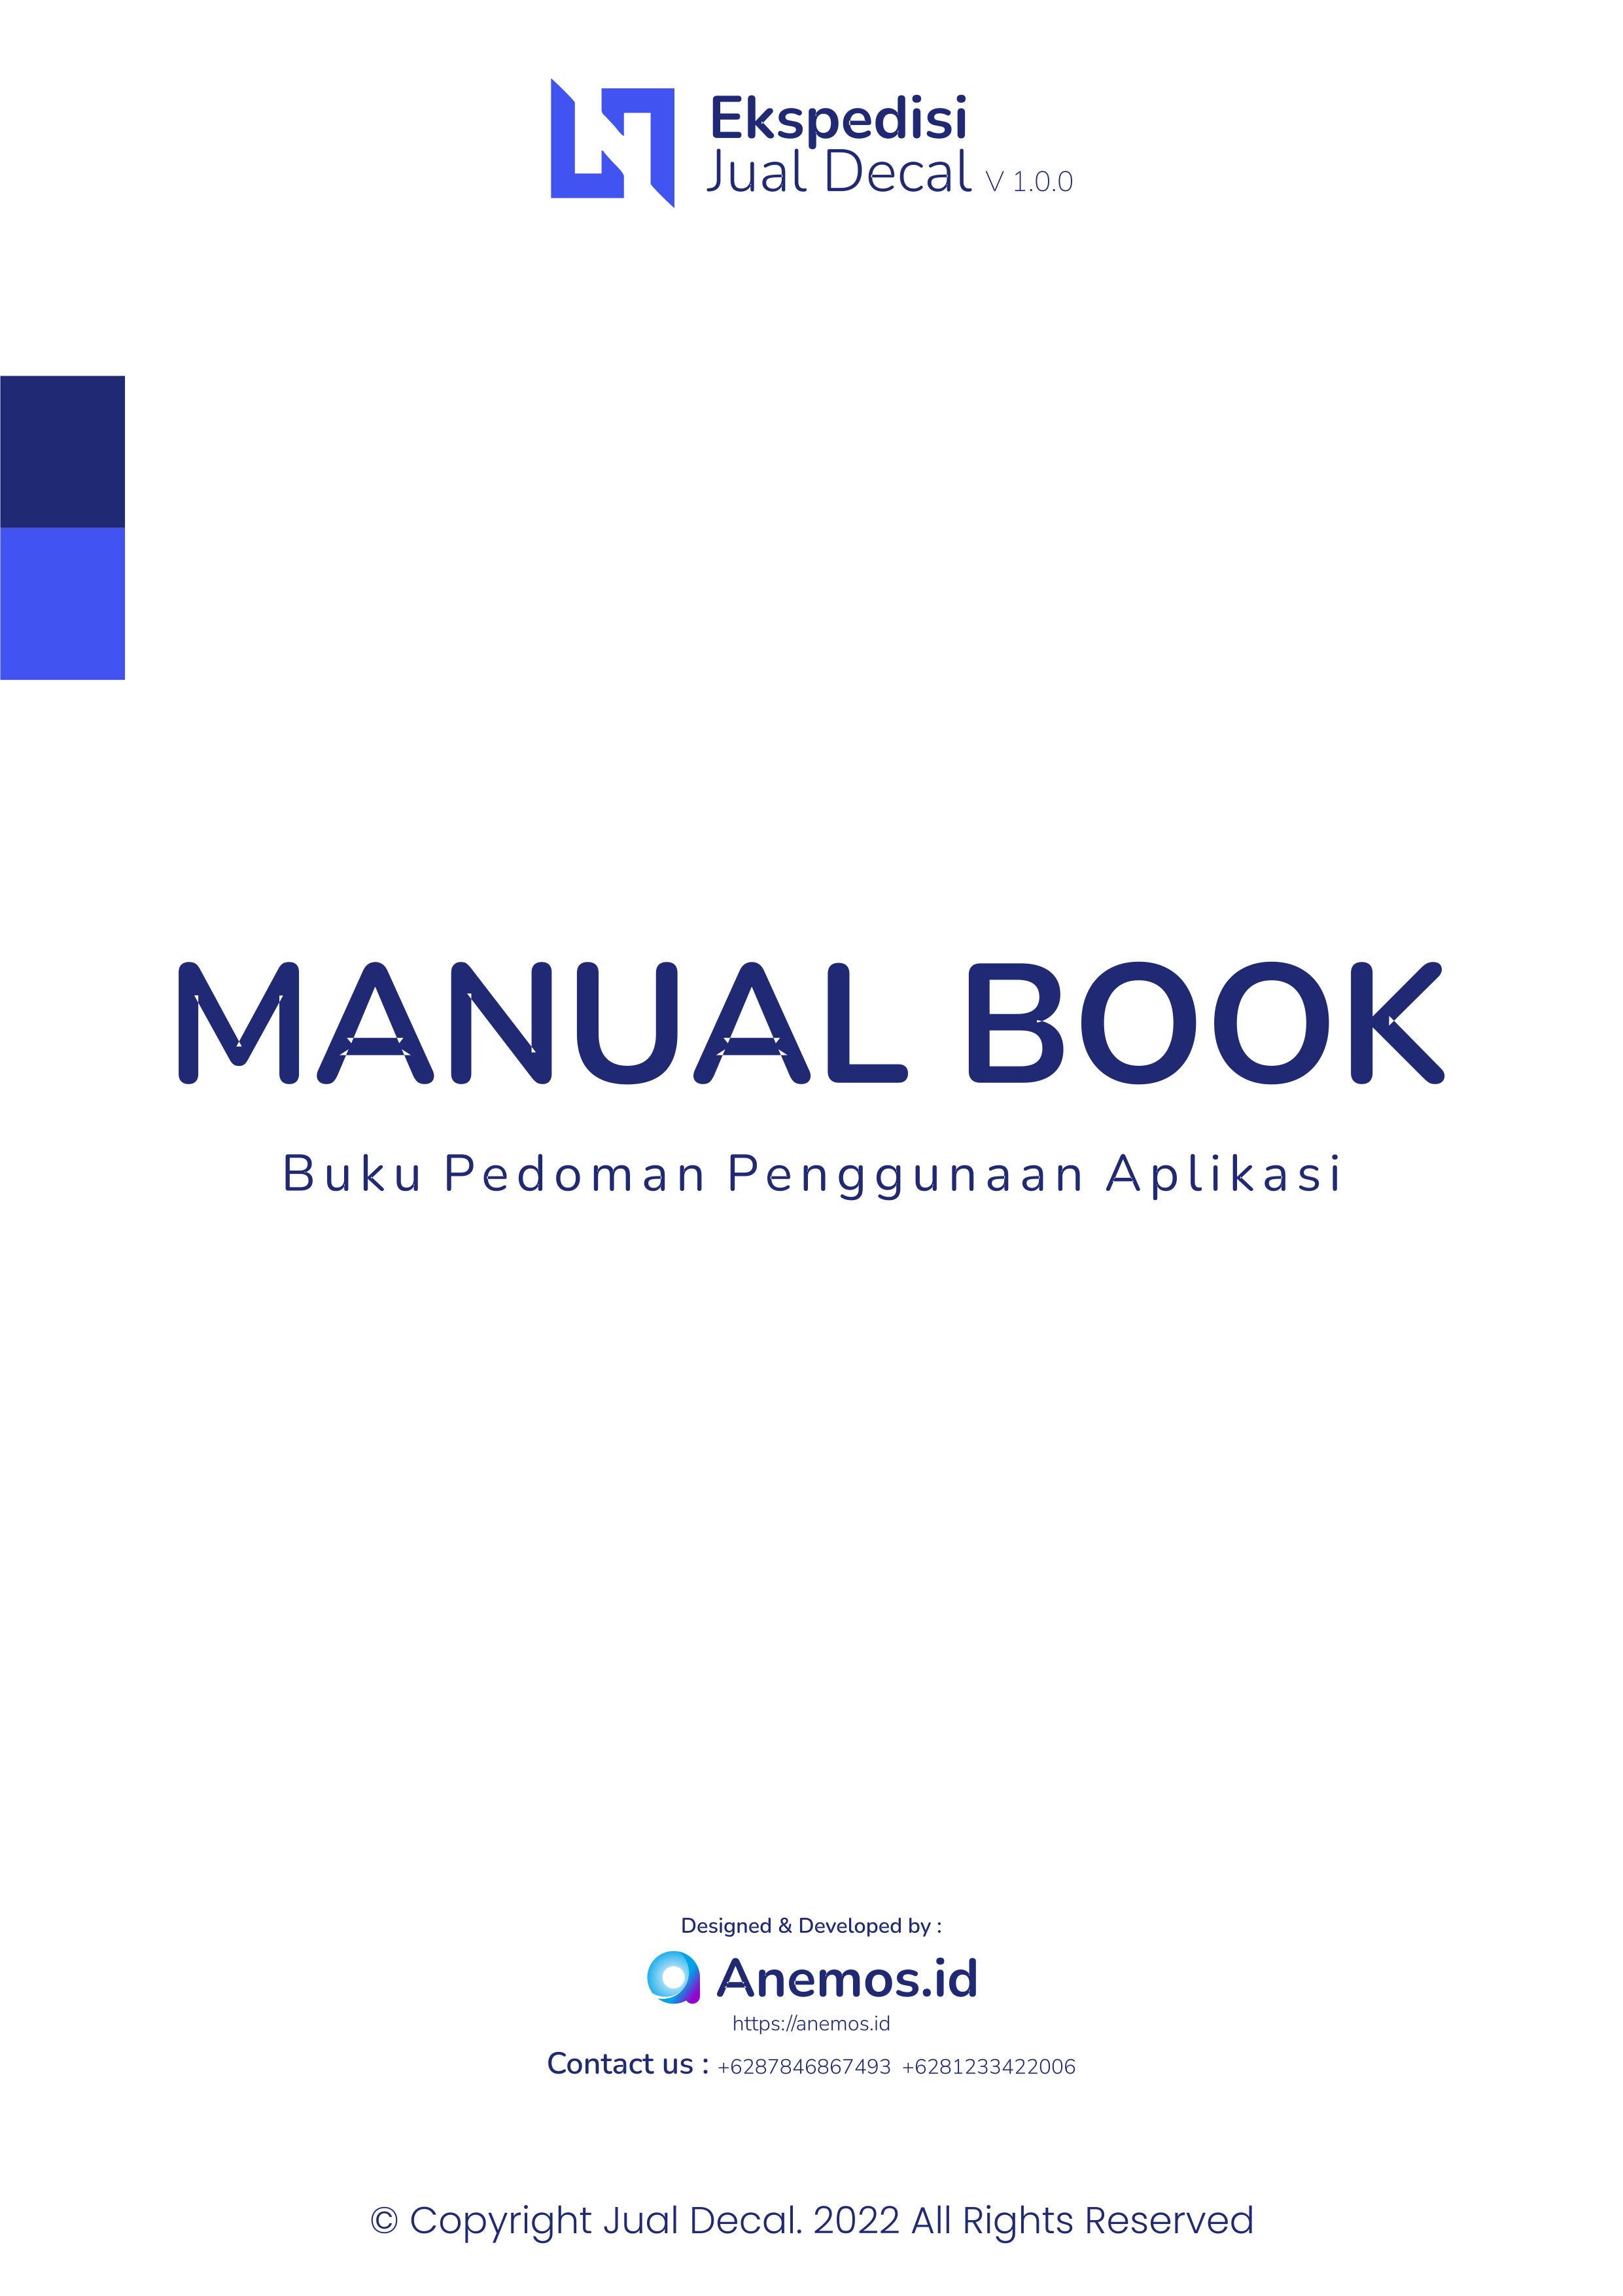 Ekspedisi
Jual Decal V 1.0.0
MANUAL BOOK
Buku Pedoman Penggunaan Aplikasi
Designed & Developed by :
Anemos.id
https://anemos.id
Contact us : +6287846867493 +6281233422006
© Copyright Jual Decal. 2022 All Rights Reserved